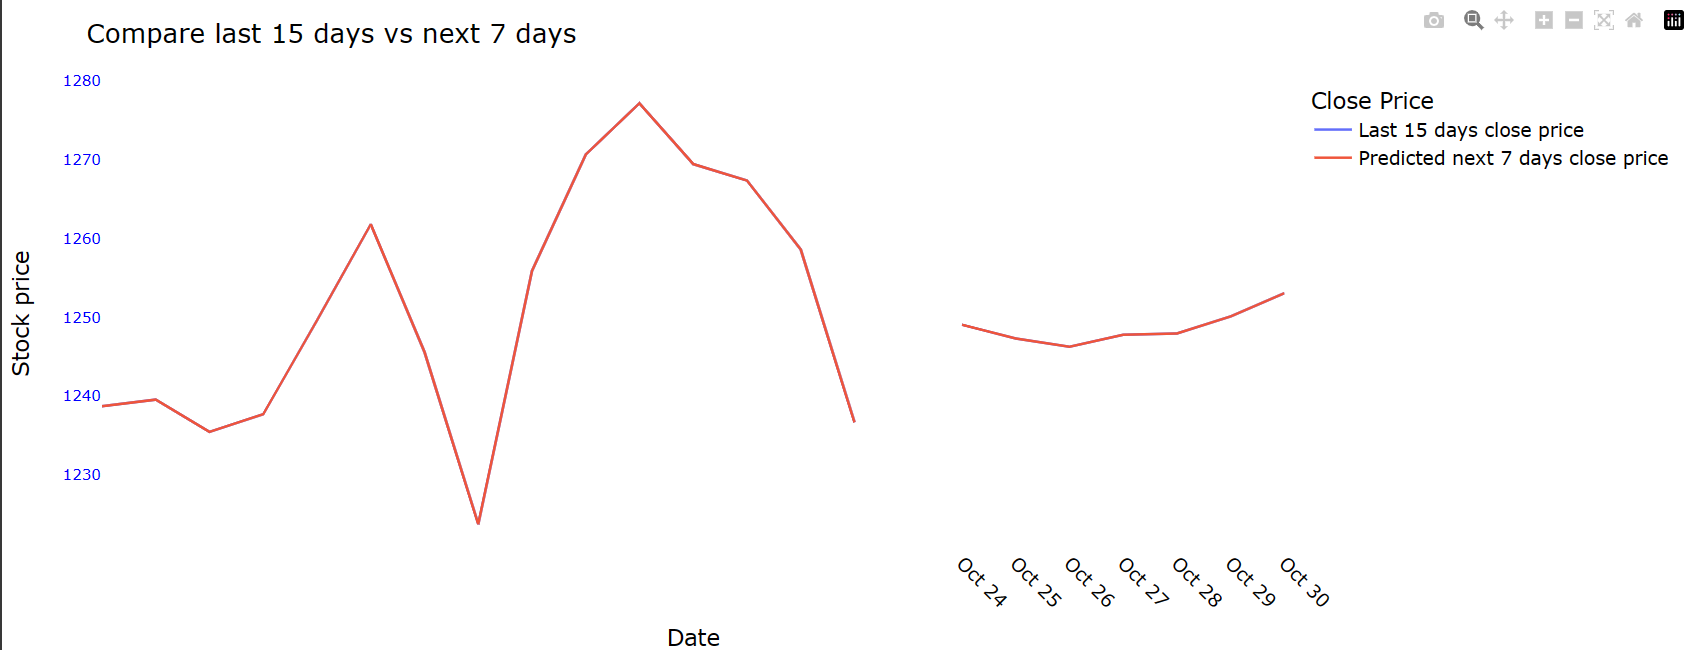 Compare last 15 days vs next 7 days
1280
1270
1260
1250
1240
1230
Stock price
Close Price
Last 15 days close price
Predicted next 7 days close price
Oct 24
Oct 25
Oct 26
Oct 27
Oct 28
Oct 29
Oct 30
Date